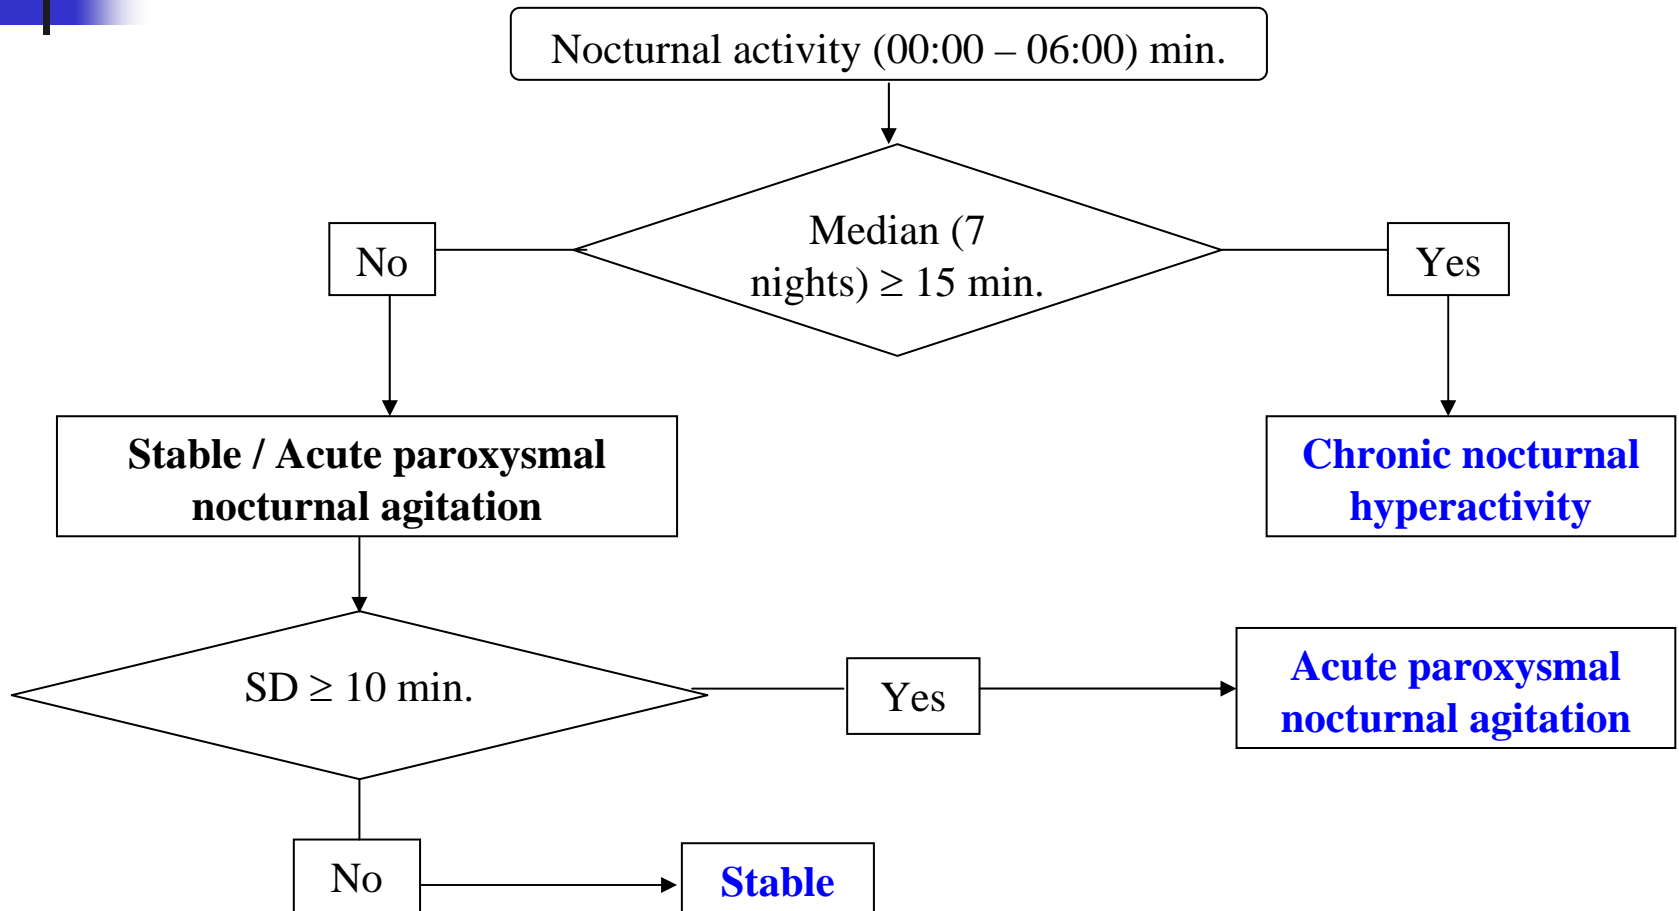 Nocturnal activity (00:00 – 06:00) min.
Median (7
nights) ≥ 15 min.
No
Yes
Stable / Acute paroxysmal
nocturnal agitation
Chronic nocturnal
hyperactivity
SD ≥ 10 min.
Yes
Acute paroxysmal
nocturnal agitation
No
Stable